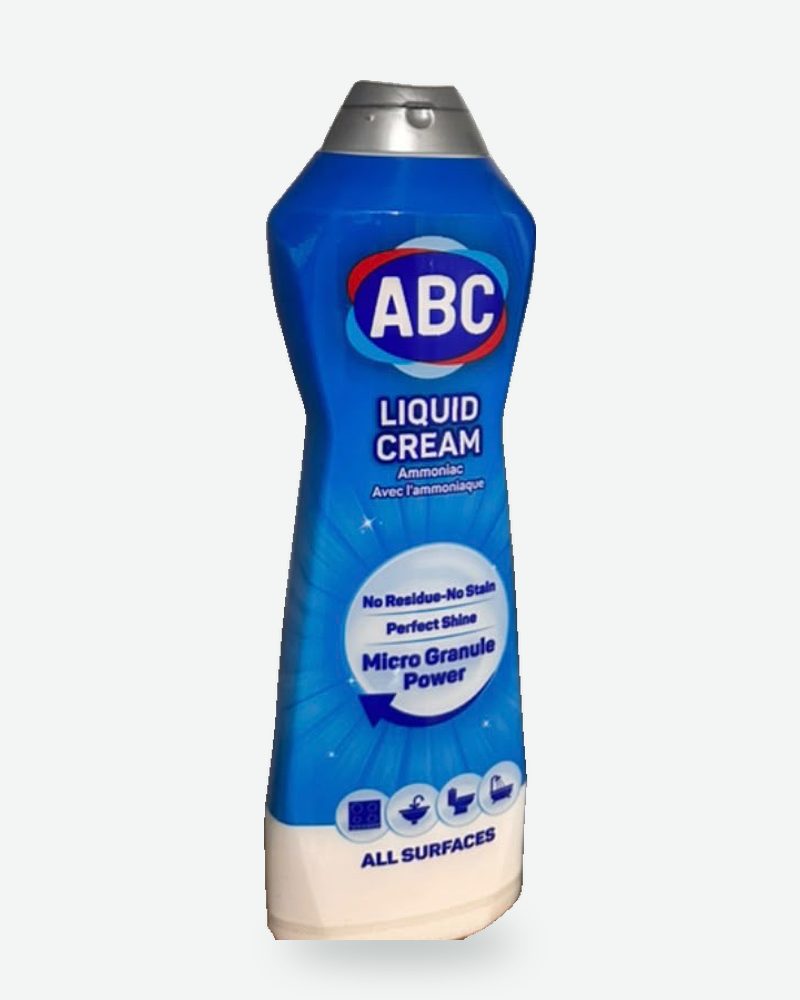 ABC
LIQUID
CREAM
Ammoniac
Avec l'ammoniaque
No Residue-No Stain
Perfect Shine
Micro Granule
Power
ALL SURFACES